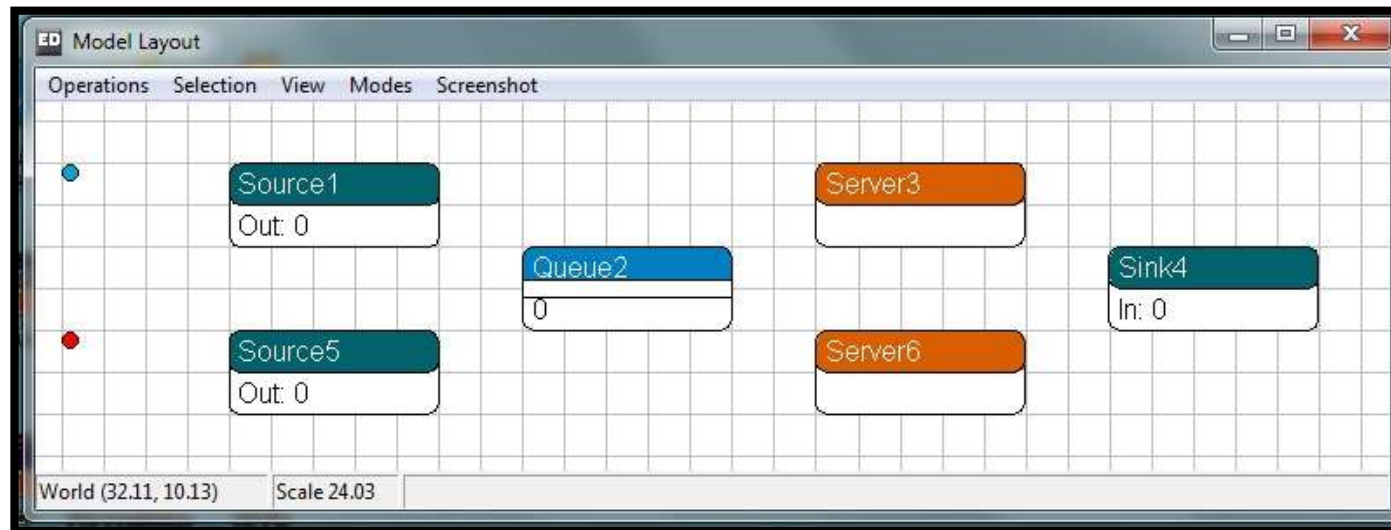 ED Model Layout
Operations Selection View Modes Screenshot
Source1 Server3
Out: 0
Queue2 Sink4
0 In: 0
Source5 Server6
Out: 0
World (32.11, 10.13) Scale 24.03